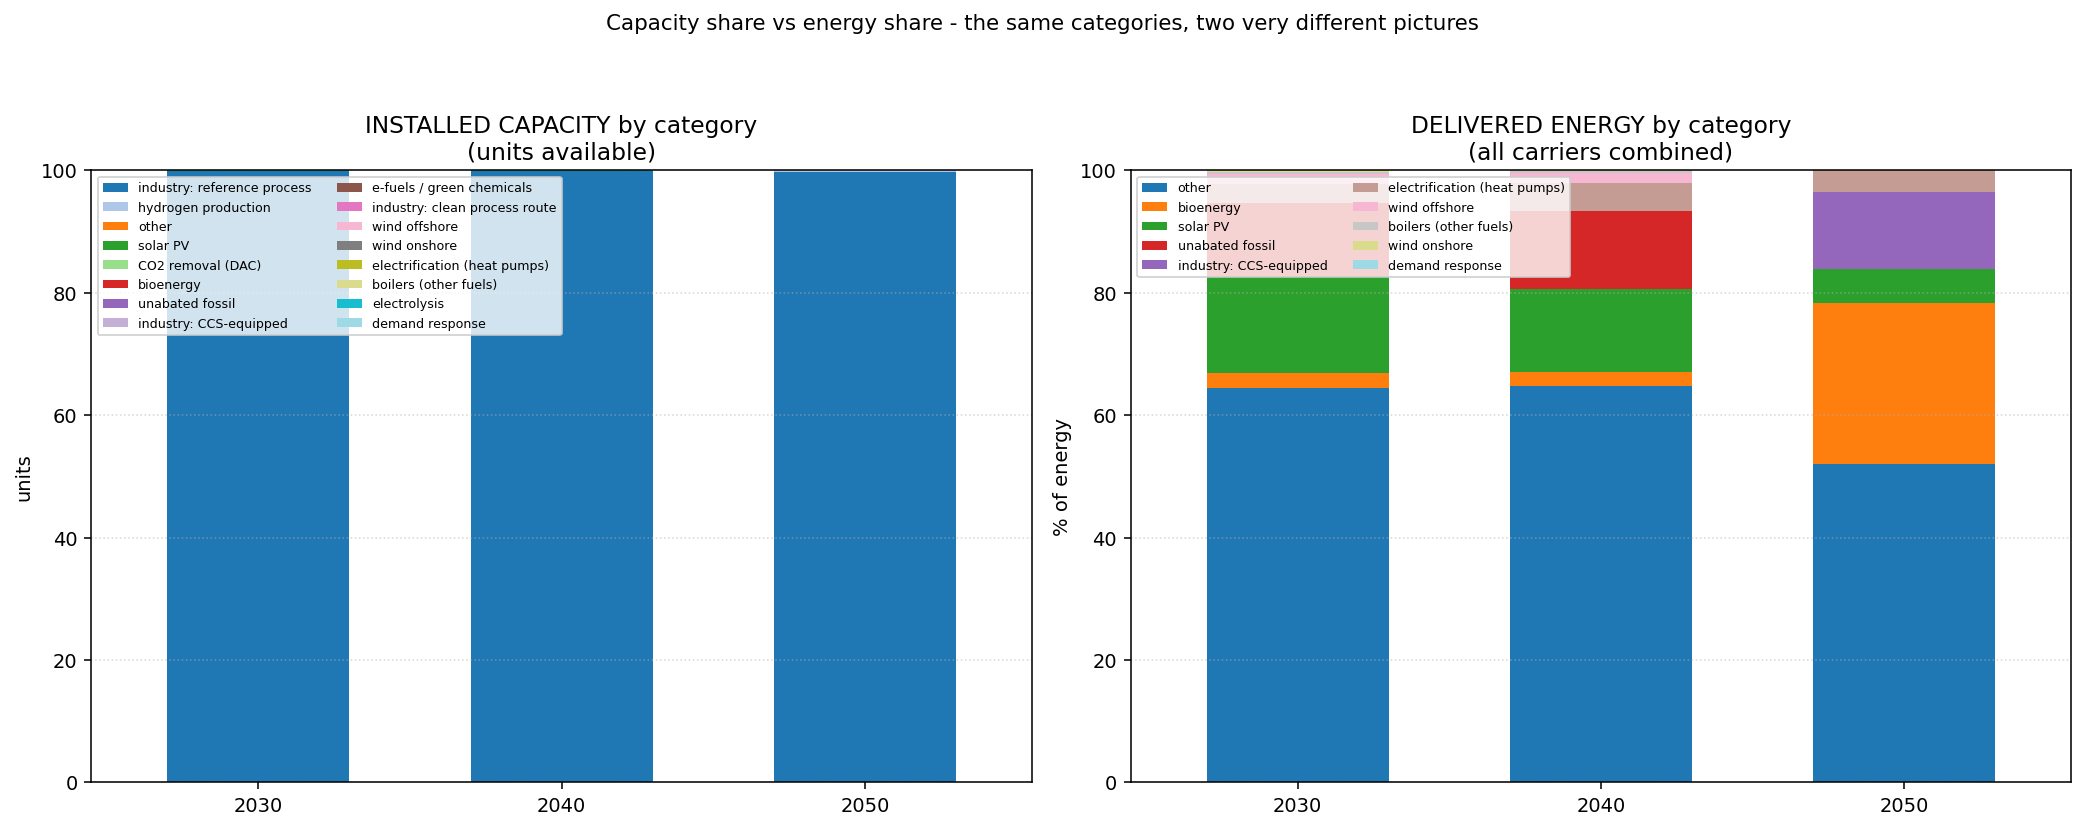 Capacity share vs energy share - the same categories, two very different pictures
INSTALLED CAPACITY by category
(units available)
units
100
80
60
40
20
0
industry: reference process
hydrogen production
other
solar PV
CO2 removal (DAC)
bioenergy
unabated fossil
industry: CCS-equipped
e-fuels / green chemicals
industry: clean process route
wind offshore
wind onshore
electrification (heat pumps)
boilers (other fuels)
electrolysis
demand response
2030
2040
2050
DELIVERED ENERGY by category
(all carriers combined)
% of energy
100
80
60
40
20
0
other
bioenergy
solar PV
unabated fossil
industry: CCS-equipped
electrification (heat pumps)
wind offshore
boilers (other fuels)
wind onshore
demand response
2030
2040
2050